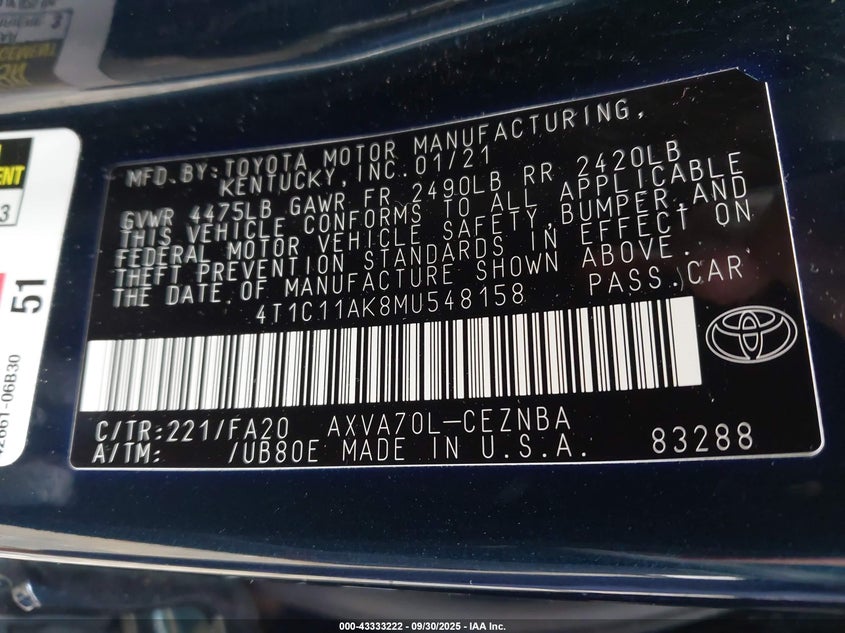 MFD.BY:TOYOTA MOTOR MANUFACTURING,
KENTUCKY, INC. 01/21
GVWR 4475LB GAWR FR 2490LB RR 2420LB
THIS VEHICLE CONFORMS TO ALL APPLICABLE
FEDERAL MOTOR VEHICLE SAFETY,BUMPER,AND
THEFT PREVENTION STANDARDS IN EFFECT ON
THE DATE OF MANUFACTURE SHOWN ABOVE.
4T1C11AK8MU548158 PASS.CAR
C/TR:221/FA20 AXVA70L-CEZNBA
A/TM: /UB80E MADE IN U.S.A. 83288
51
42661-06B30
000-43333222 - 09/30/2025 - IAA Inc.